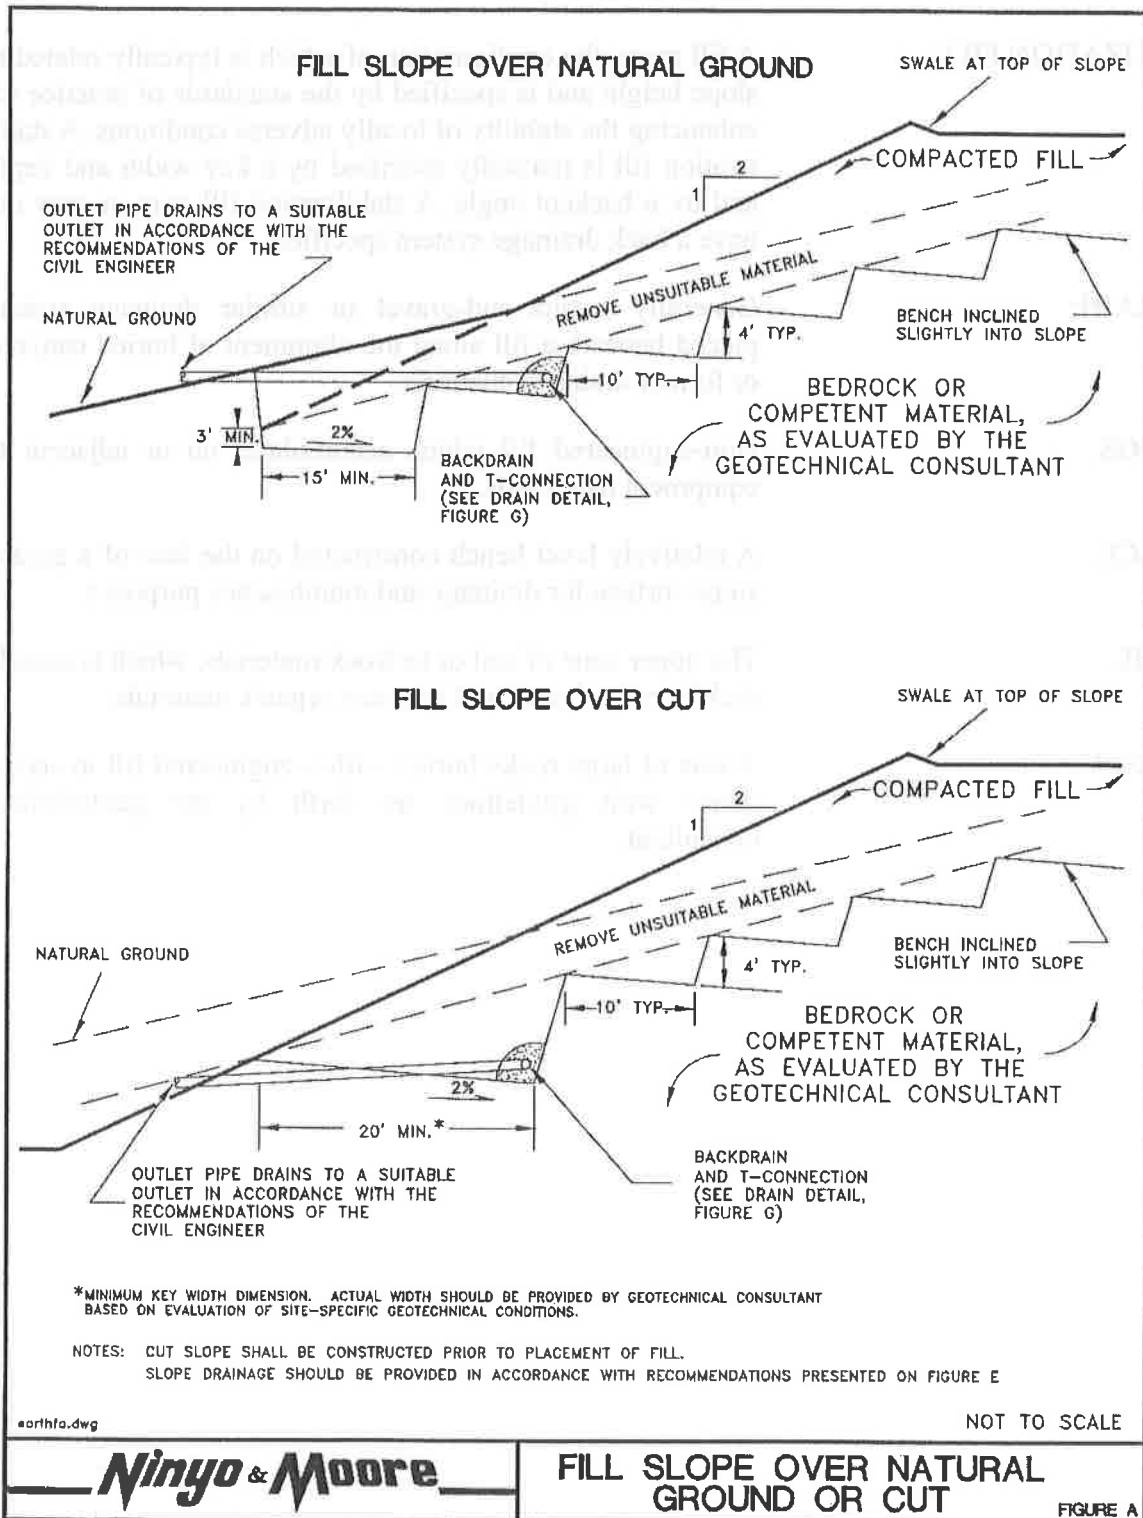 FILL SLOPE OVER NATURAL GROUND
SWALE AT TOP OF SLOPE
COMPACTED FILL
2
1
OUTLET PIPE DRAINS TO A SUITABLE
OUTLET IN ACCORDANCE WITH THE
RECOMMENDATIONS OF THE
CIVIL ENGINEER
REMOVE UNSUITABLE MATERIAL
NATURAL GROUND
BENCH INCLINED
SLIGHTLY INTO SLOPE
4' TYP.
10' TYP.
BEDROCK OR
COMPETENT MATERIAL,
AS EVALUATED BY THE
GEOTECHNICAL CONSULTANT
3' MIN.
2%
15' MIN.
BACKDRAIN
AND T-CONNECTION
(SEE DRAIN DETAIL,
FIGURE G)
FILL SLOPE OVER CUT
SWALE AT TOP OF SLOPE
COMPACTED FILL
2
1
REMOVE UNSUITABLE MATERIAL
NATURAL GROUND
BENCH INCLINED
SLIGHTLY INTO SLOPE
4' TYP.
10' TYP.
BEDROCK OR
COMPETENT MATERIAL,
AS EVALUATED BY THE
GEOTECHNICAL CONSULTANT
2%
20' MIN.*
OUTLET PIPE DRAINS TO A SUITABLE
OUTLET IN ACCORDANCE WITH THE
RECOMMENDATIONS OF THE
CIVIL ENGINEER
BACKDRAIN
AND T-CONNECTION
(SEE DRAIN DETAIL,
FIGURE G)
*MINIMUM KEY WIDTH DIMENSION. ACTUAL WIDTH SHOULD BE PROVIDED BY GEOTECHNICAL CONSULTANT
BASED ON EVALUATION OF SITE-SPECIFIC GEOTECHNICAL CONDITIONS.
NOTES: CUT SLOPE SHALL BE CONSTRUCTED PRIOR TO PLACEMENT OF FILL.
SLOPE DRAINAGE SHOULD BE PROVIDED IN ACCORDANCE WITH RECOMMENDATIONS PRESENTED ON FIGURE E
earthfa.dwg
NOT TO SCALE
Ninyo & Moore
FILL SLOPE OVER NATURAL
GROUND OR CUT
FIGURE A